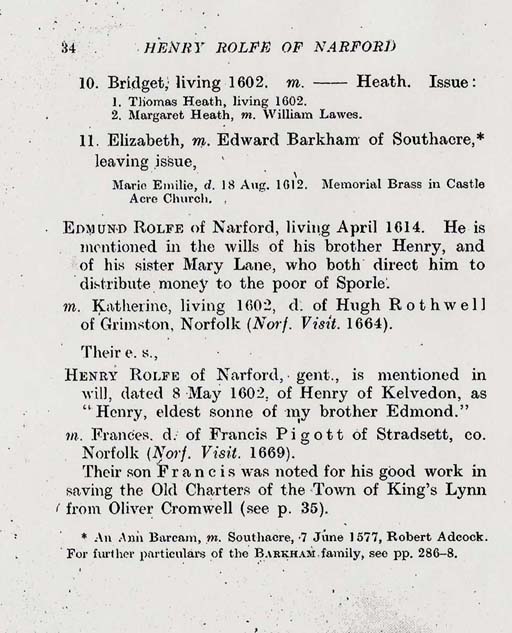 34 HENRY ROLFE OF NARFORD
10. Bridget, living 1602. m. —— Heath. Issue:
1. Thomas Heath, living 1602.
2. Margaret Heath, m. William Lawes.
11. Elizabeth, m. Edward Barkham of Southacre,*
leaving issue,
Marie Emilie, d. 18 Aug. 1612. Memorial Brass in Castle
Acre Church.
EDMUND ROLFE of Narford, living April 1614. He is
mentioned in the wills of his brother Henry, and
of his sister Mary Lane, who both direct him to
distribute money to the poor of Sporle.
m. Katherine, living 1602, d. of Hugh Rothwell
of Grimston, Norfolk (Norf. Visit. 1664).
Their e. s.,
HENRY ROLFE of Narford, gent., is mentioned in
will, dated 8 May 1602, of Henry of Kelvedon, as
"Henry, eldest sonne of my brother Edmond."
m. Frances. d. of Francis Pigott of Stradsett, co.
Norfolk (Norf. Visit. 1669).
Their son Francis was noted for his good work in
saving the Old Charters of the Town of King's Lynn
from Oliver Cromwell (see p. 35).
* An Ann Barcam, m. Southacre, 7 June 1577, Robert Adcock.
For further particulars of the BARKHAM family, see pp. 286–8.